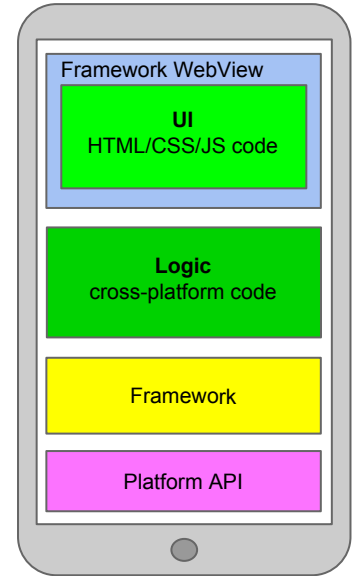 Framework WebView
UI
HTML/CSS/JS code
Logic
cross-platform code
Framework
Platform API